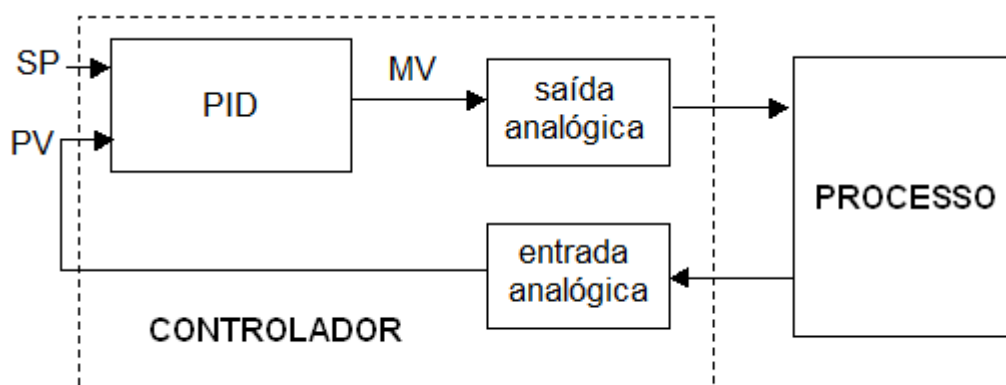 SP
PV
PID
MV
saída
analógica
PROCESSO
entrada
analógica
CONTROLADOR